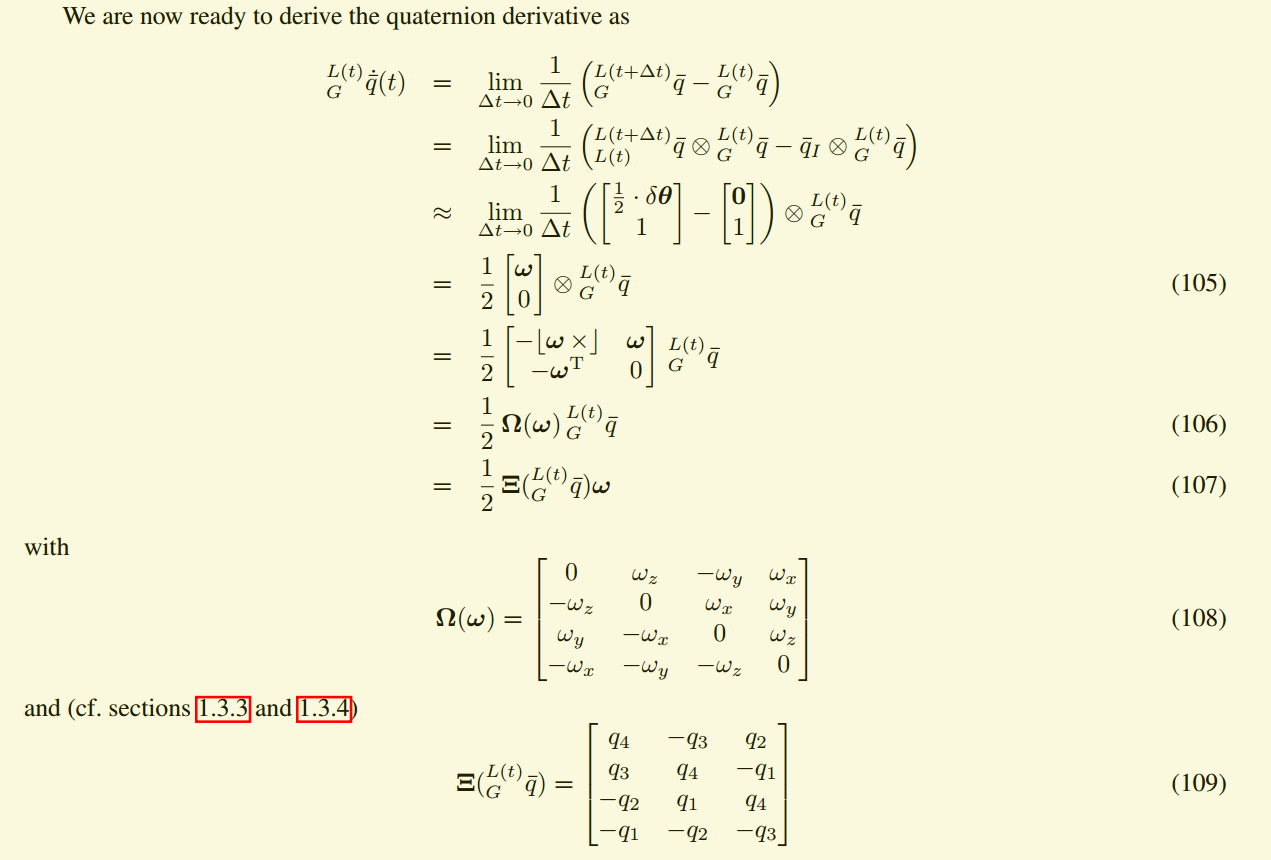 We are now ready to derive the quaternion derivative as
$^{L(t)}_{G}\dot{\bar{q}}(t) = \lim_{\Delta t \to 0} \frac{1}{\Delta t} \left( ^{L(t+\Delta t)}_{G}\bar{q} - {}^{L(t)}_{G}\bar{q} \right)$
$= \lim_{\Delta t \to 0} \frac{1}{\Delta t} \left( ^{L(t+\Delta t)}_{L(t)}\bar{q} \otimes {}^{L(t)}_{G}\bar{q} - \bar{q}_I \otimes {}^{L(t)}_{G}\bar{q} \right)$
$\approx \lim_{\Delta t \to 0} \frac{1}{\Delta t} \left( \begin{bmatrix} \frac{1}{2} \cdot \delta\boldsymbol{\theta} \\ 1 \end{bmatrix} - \begin{bmatrix} \mathbf{0} \\ 1 \end{bmatrix} \right) \otimes {}^{L(t)}_{G}\bar{q}$
$= \frac{1}{2} \begin{bmatrix} \boldsymbol{\omega} \\ 0 \end{bmatrix} \otimes {}^{L(t)}_{G}\bar{q}$ (105)
$= \frac{1}{2} \begin{bmatrix} -\lfloor \boldsymbol{\omega} \times \rfloor & \boldsymbol{\omega} \\ -\boldsymbol{\omega}^{\mathrm{T}} & 0 \end{bmatrix} {}^{L(t)}_{G}\bar{q}$
$= \frac{1}{2} \boldsymbol{\Omega}(\boldsymbol{\omega}) {}^{L(t)}_{G}\bar{q}$ (106)
$= \frac{1}{2} \boldsymbol{\Xi}({}^{L(t)}_{G}\bar{q}) \boldsymbol{\omega}$ (107)
with
$\boldsymbol{\Omega}(\boldsymbol{\omega}) = \begin{bmatrix} 0 & \omega_z & -\omega_y & \omega_x \\ -\omega_z & 0 & \omega_x & \omega_y \\ \omega_y & -\omega_x & 0 & \omega_z \\ -\omega_x & -\omega_y & -\omega_z & 0 \end{bmatrix}$ (108)
and (cf. sections 1.3.3 and 1.3.4)
$\boldsymbol{\Xi}({}^{L(t)}_{G}\bar{q}) = \begin{bmatrix} q_4 & -q_3 & q_2 \\ q_3 & q_4 & -q_1 \\ -q_2 & q_1 & q_4 \\ -q_1 & -q_2 & -q_3 \end{bmatrix}$ (109)